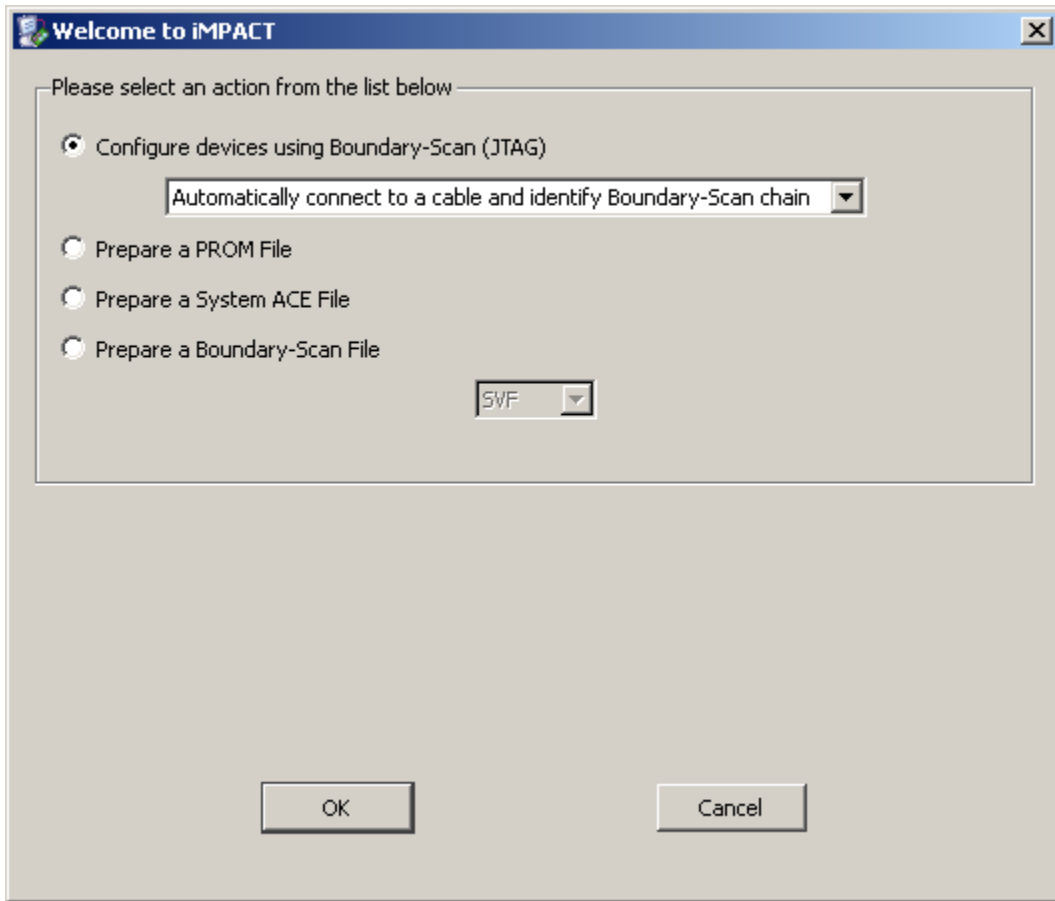 Welcome to iMPACT
Please select an action from the list below
Configure devices using Boundary-Scan (JTAG)
Automatically connect to a cable and identify Boundary-Scan chain
Prepare a PROM File
Prepare a System ACE File
Prepare a Boundary-Scan File
SVF
OK
Cancel